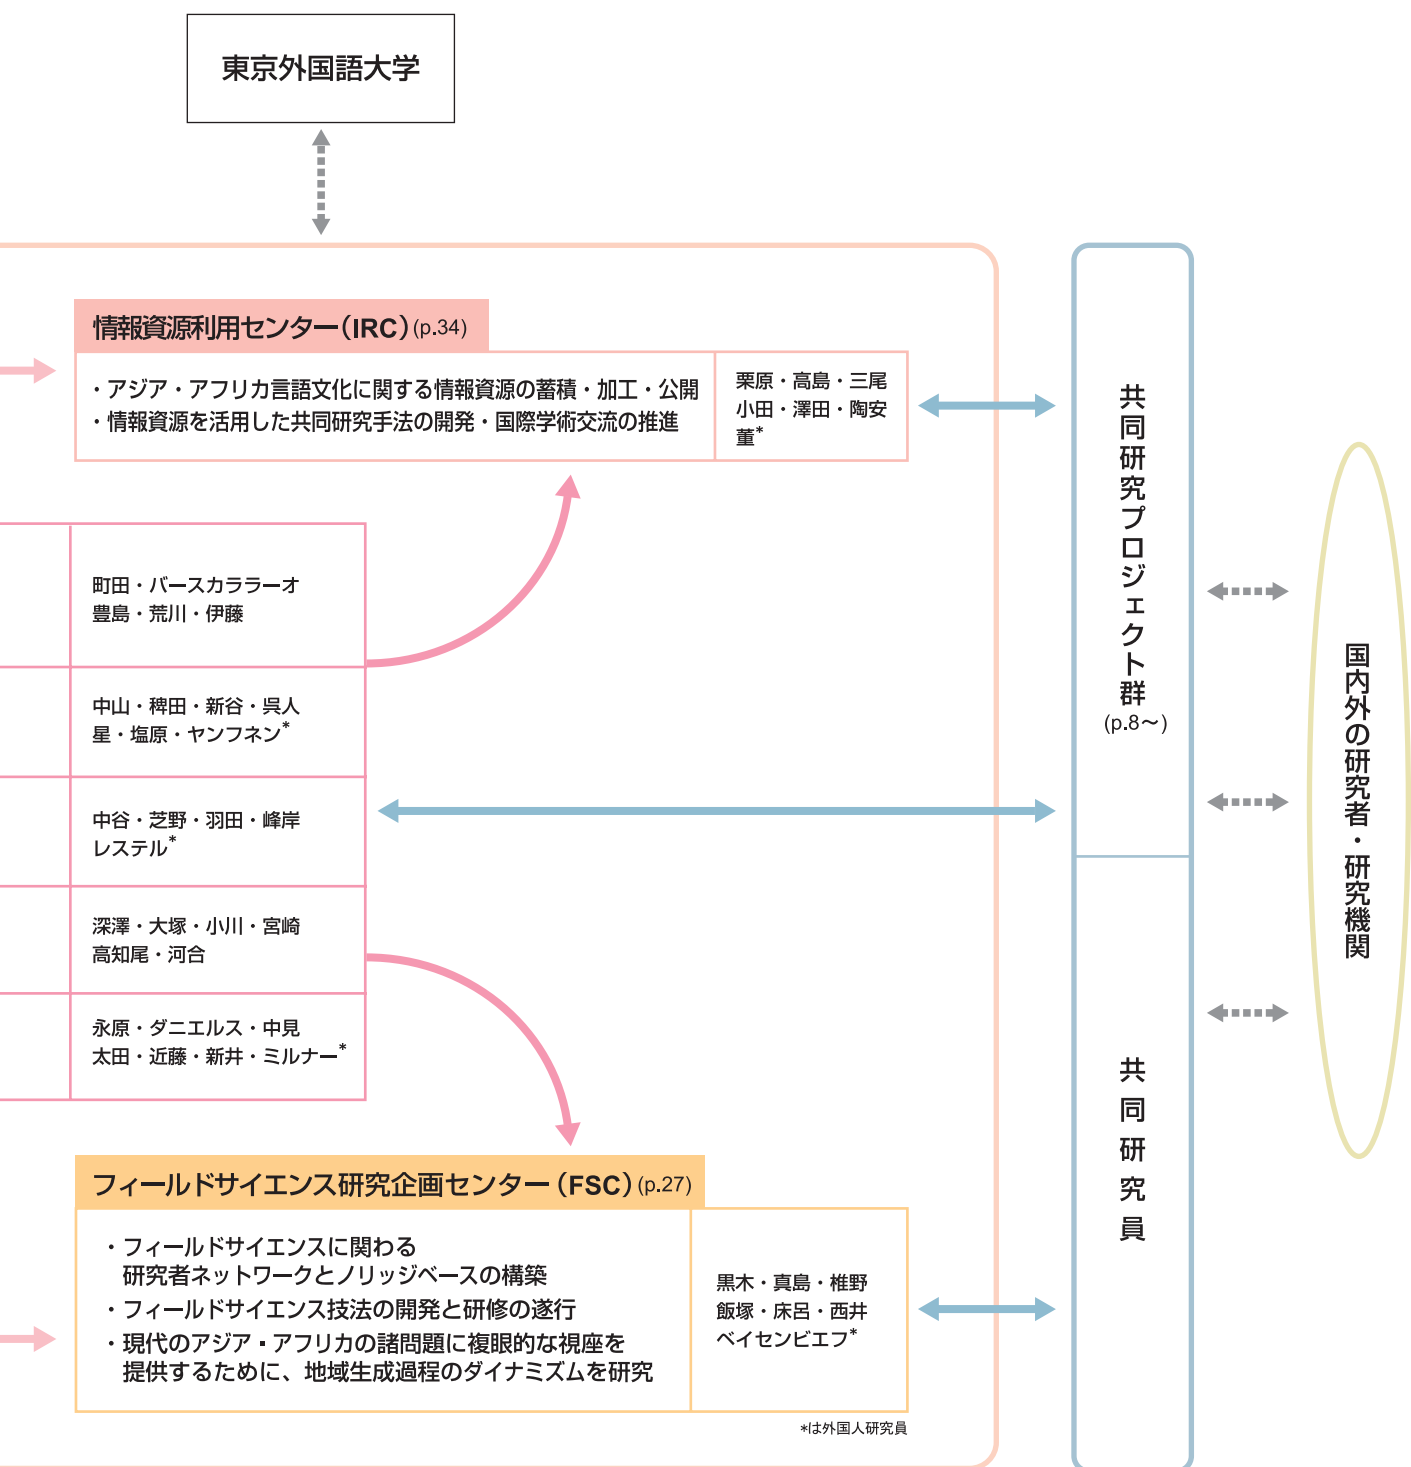 東京外国語大学
情報資源利用センター(IRC)(p.34)
・アジア・アフリカ言語文化に関する情報資源の蓄積・加工・公開
・情報資源を活用した共同研究手法の開発・国際学術交流の推進
栗原・高島・三尾
小田・澤田・陶安
董*
町田・バースカララーオ
豊島・荒川・伊藤
中山・稗田・新谷・呉人
星・塩原・ヤンフネン*
中谷・芝野・羽田・峰岸
レステル*
深澤・大塚・小川・宮崎
高知尾・河合
永原・ダニエルス・中見
太田・近藤・新井・ミルナー*
フィールドサイエンス研究企画センター(FSC)(p.27)
・フィールドサイエンスに関わる
研究者ネットワークとノリッジベースの構築
・フィールドサイエンス技法の開発と研修の遂行
・現代のアジア・アフリカの諸問題に複眼的な視座を
提供するために、地域生成過程のダイナミズムを研究
黒木・真島・椎野
飯塚・床呂・西井
ベイセンビエフ*
*は外国人研究員
共同研究プロジェクト群
(p.8〜)
共同研究員
国内外の研究者・研究機関